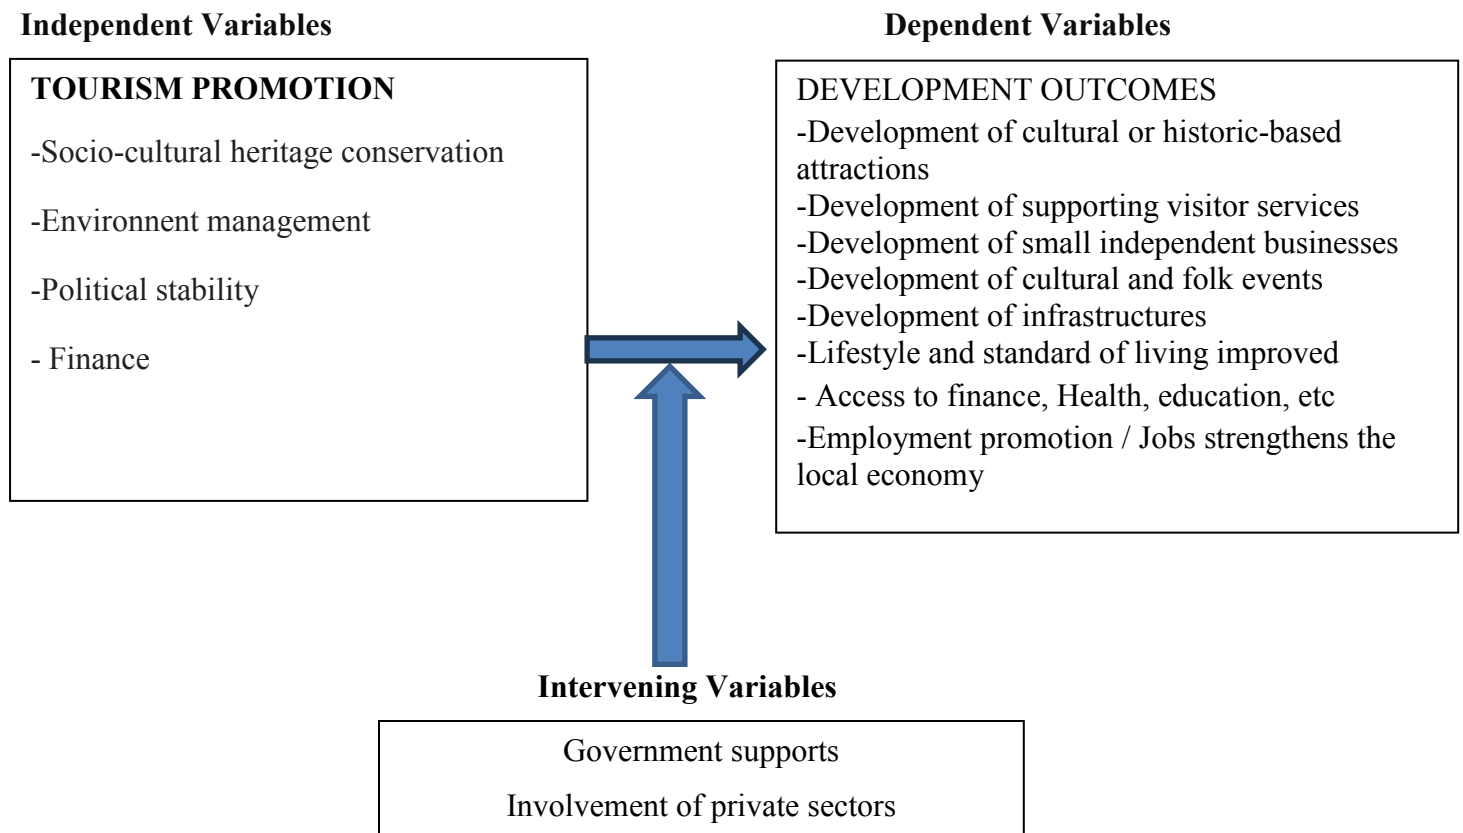 Independent Variables
Dependent Variables
TOURISM PROMOTION
-Socio-cultural heritage conservation
-Environnent management
-Political stability
- Finance
DEVELOPMENT OUTCOMES
-Development of cultural or historic-based
attractions
-Development of supporting visitor services
-Development of small independent businesses
-Development of cultural and folk events
-Development of infrastructures
-Lifestyle and standard of living improved
- Access to finance, Health, education, etc
-Employment promotion / Jobs strengthens the
local economy
Intervening Variables
Government supports
Involvement of private sectors